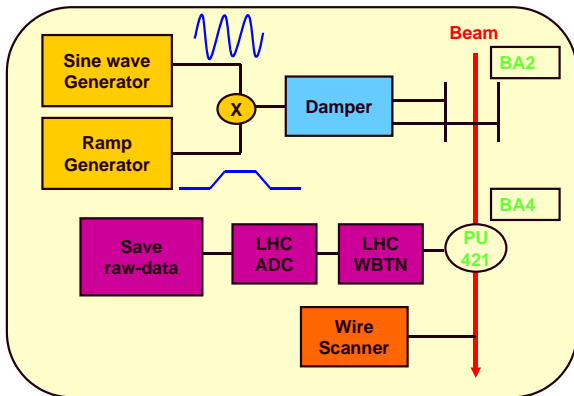 Beam
Sine wave
Generator
BA2
X
Damper
Ramp
Generator
BA4
Save
raw-data
LHC
ADC
LHC
WBTN
PU
421
Wire
Scanner